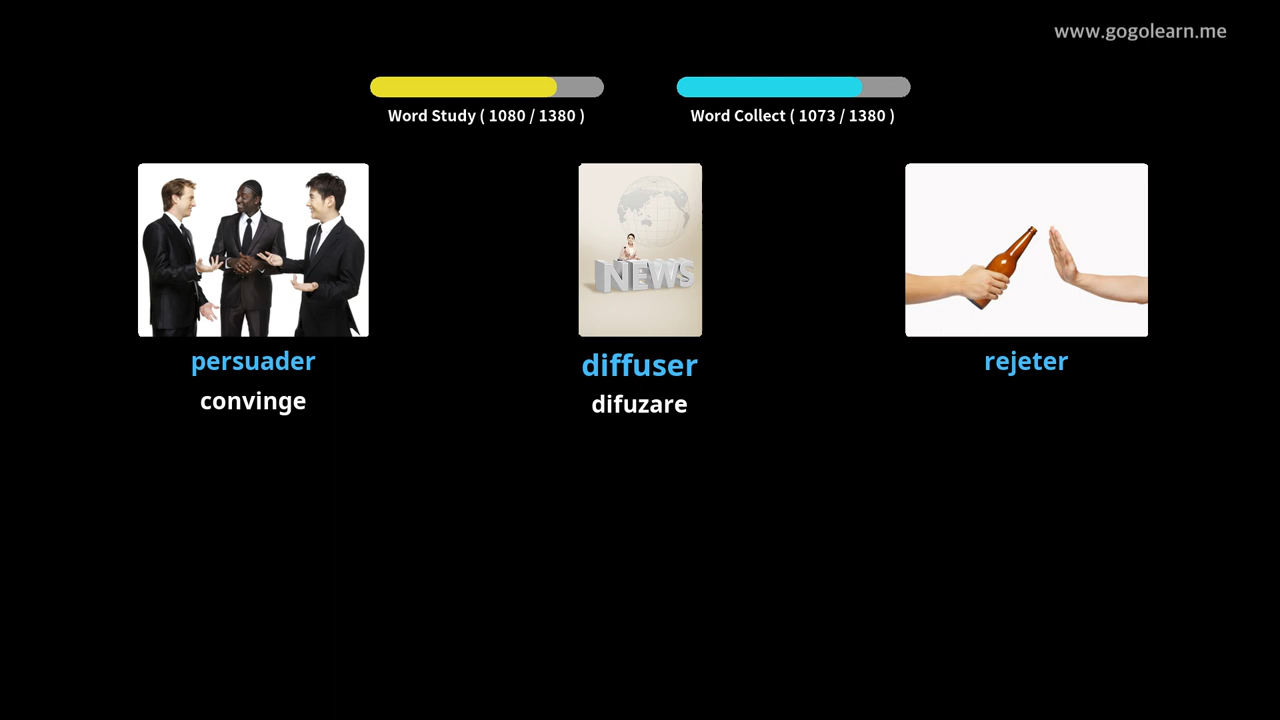 www.gogolearn.me
Word Study ( 1080 / 1380 )
Word Collect ( 1073 / 1380 )
NEWS
persuader
diffuser
rejeter
convinge
difuzare